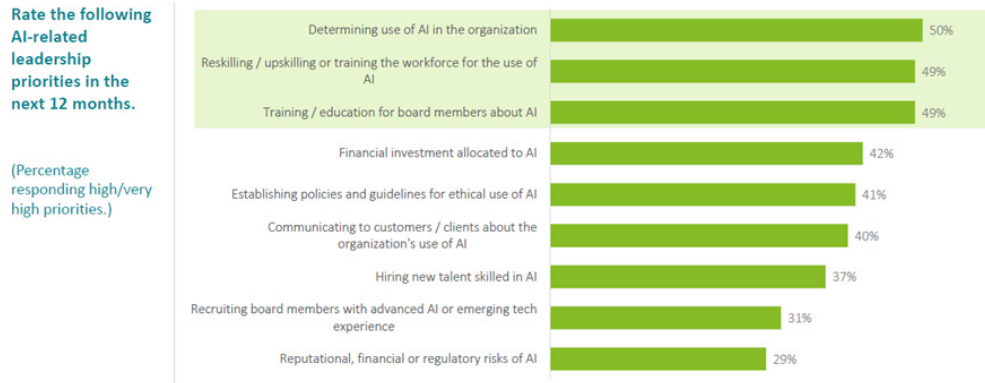 Rate the following
AI-related
leadership
priorities in the
next 12 months.
(Percentage
responding high/very
high priorities.)
Determining use of AI in the organization
50%
Reskilling / upskilling or training the workforce for the use of
AI
49%
Training / education for board members about AI
49%
Financial investment allocated to AI
42%
Establishing policies and guidelines for ethical use of AI
41%
Communicating to customers / clients about the
organization's use of AI
40%
Hiring new talent skilled in AI
37%
Recruiting board members with advanced AI or emerging tech
experience
31%
Reputational, financial or regulatory risks of AI
29%